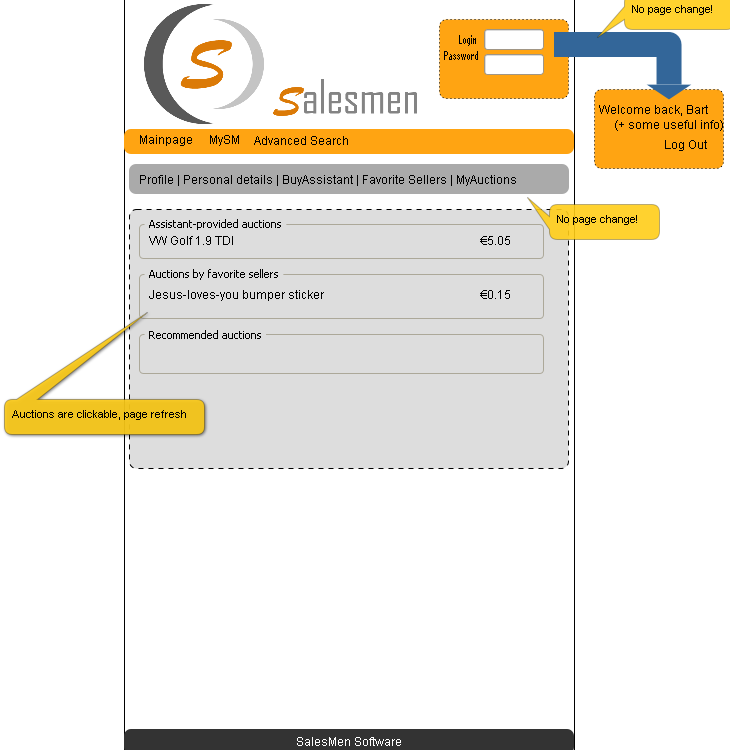 No page change!
Login
Password
S
Salesmen
Welcome back, Bart
(+ some useful info)
Log Out
Mainpage MySM Advanced Search
Profile | Personal details | BuyAssistant | Favorite Sellers | MyAuctions
No page change!
Assistant-provided auctions
VW Golf 1.9 TDI €5.05
Auctions by favorite sellers
Jesus-loves-you bumper sticker €0.15
Recommended auctions
Auctions are clickable, page refresh
SalesMen Software